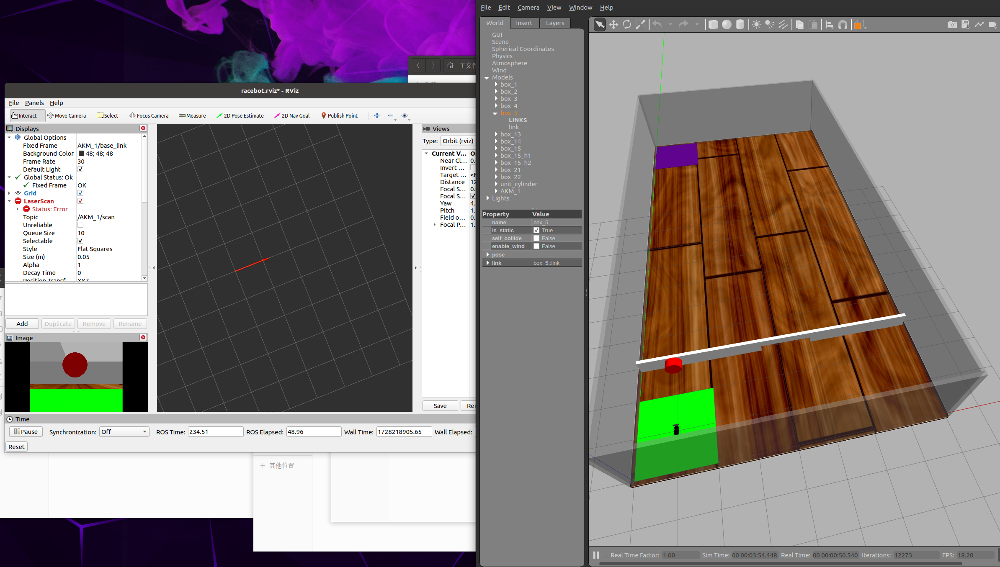 主文件
racebot.rviz* - RViz
File Panels Help
Interact Move Camera Select Focus Camera Measure 2D Pose Estimate 2D Nav Goal Publish Point
Displays
Global Options
Fixed Frame AKM_1/base_link
Background Color 48; 48; 48
Frame Rate 30
Default Light
Global Status: Ok
Fixed Frame OK
Grid
LaserScan
Status: Error
Topic /AKM_1/scan
Unreliable
Queue Size 10
Selectable
Style Flat Squares
Size (m) 0.05
Alpha 1
Decay Time 0
Position Transf... XYZ
Add Duplicate Remove Rename
Image
Views
Type: Orbit (rviz)
Current V... O
Near Cl... 0.
Invert ...
Target ... <F
Distance 12
Focal S... 0.
Focal S...
Yaw 4.
Pitch 1.
Field o... 0.
Focal P... 1.
Save Rer
Time
Pause Synchronization: Off ROS Time: 234.51 ROS Elapsed: 48.96 Wall Time: 1728218905.65 Wall Elapsed:
Reset
其他位置
File Edit Camera View Window Help
World Insert Layers
GUI
Scene
Spherical Coordinates
Physics
Atmosphere
Wind
Models
box_1
box_2
box_3
box_4
box_5
LINKS
link
box_13
box_14
box_15
box_15_h1
box_15_h2
box_21
box_22
unit_cylinder
AKM_1
Lights
Property Value
name box_5
is_static True
self_collide False
enable_wind False
pose
link box_5::link
LOG
Real Time Factor: 1.00 Sim Time: 00 00:03:54.448 Real Time: 00 00:00:50.540 Iterations: 12273 FPS: 18.20